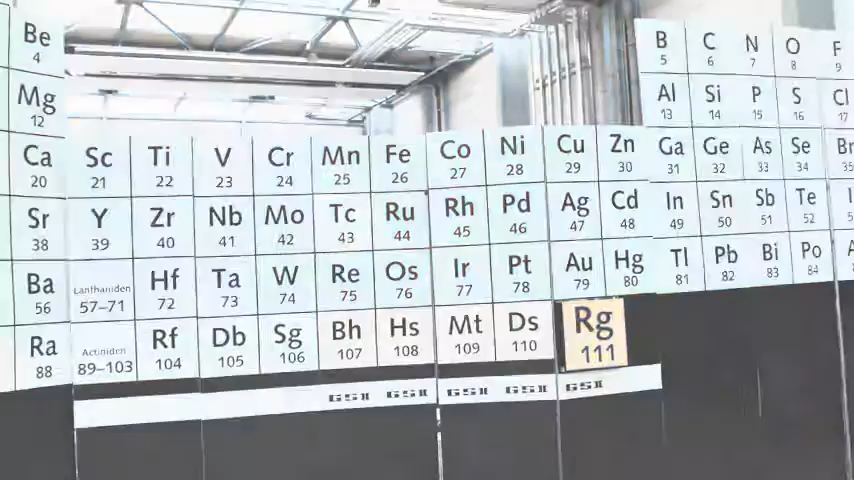 Be B C N O F
4 5 6 7 8 9
Mg Al Si P S Cl
12 13 14 15 16 17
Ca Sc Ti V Cr Mn Fe Co Ni Cu Zn Ga Ge As Se Br
20 21 22 23 24 25 26 27 28 29 30 31 32 33 34 35
Sr Y Zr Nb Mo Tc Ru Rh Pd Ag Cd In Sn Sb Te
38 39 40 41 42 43 44 45 46 47 48 49 50 51 52
Ba Lanthaniden Hf Ta W Re Os Ir Pt Au Hg Tl Pb Bi Po
56 57–71 72 73 74 75 76 77 78 79 80 81 82 83 84
Ra Actiniden Rf Db Sg Bh Hs Mt Ds Rg
88 89–103 104 105 106 107 108 109 110 111
GSI GSI GSI GSI GSI